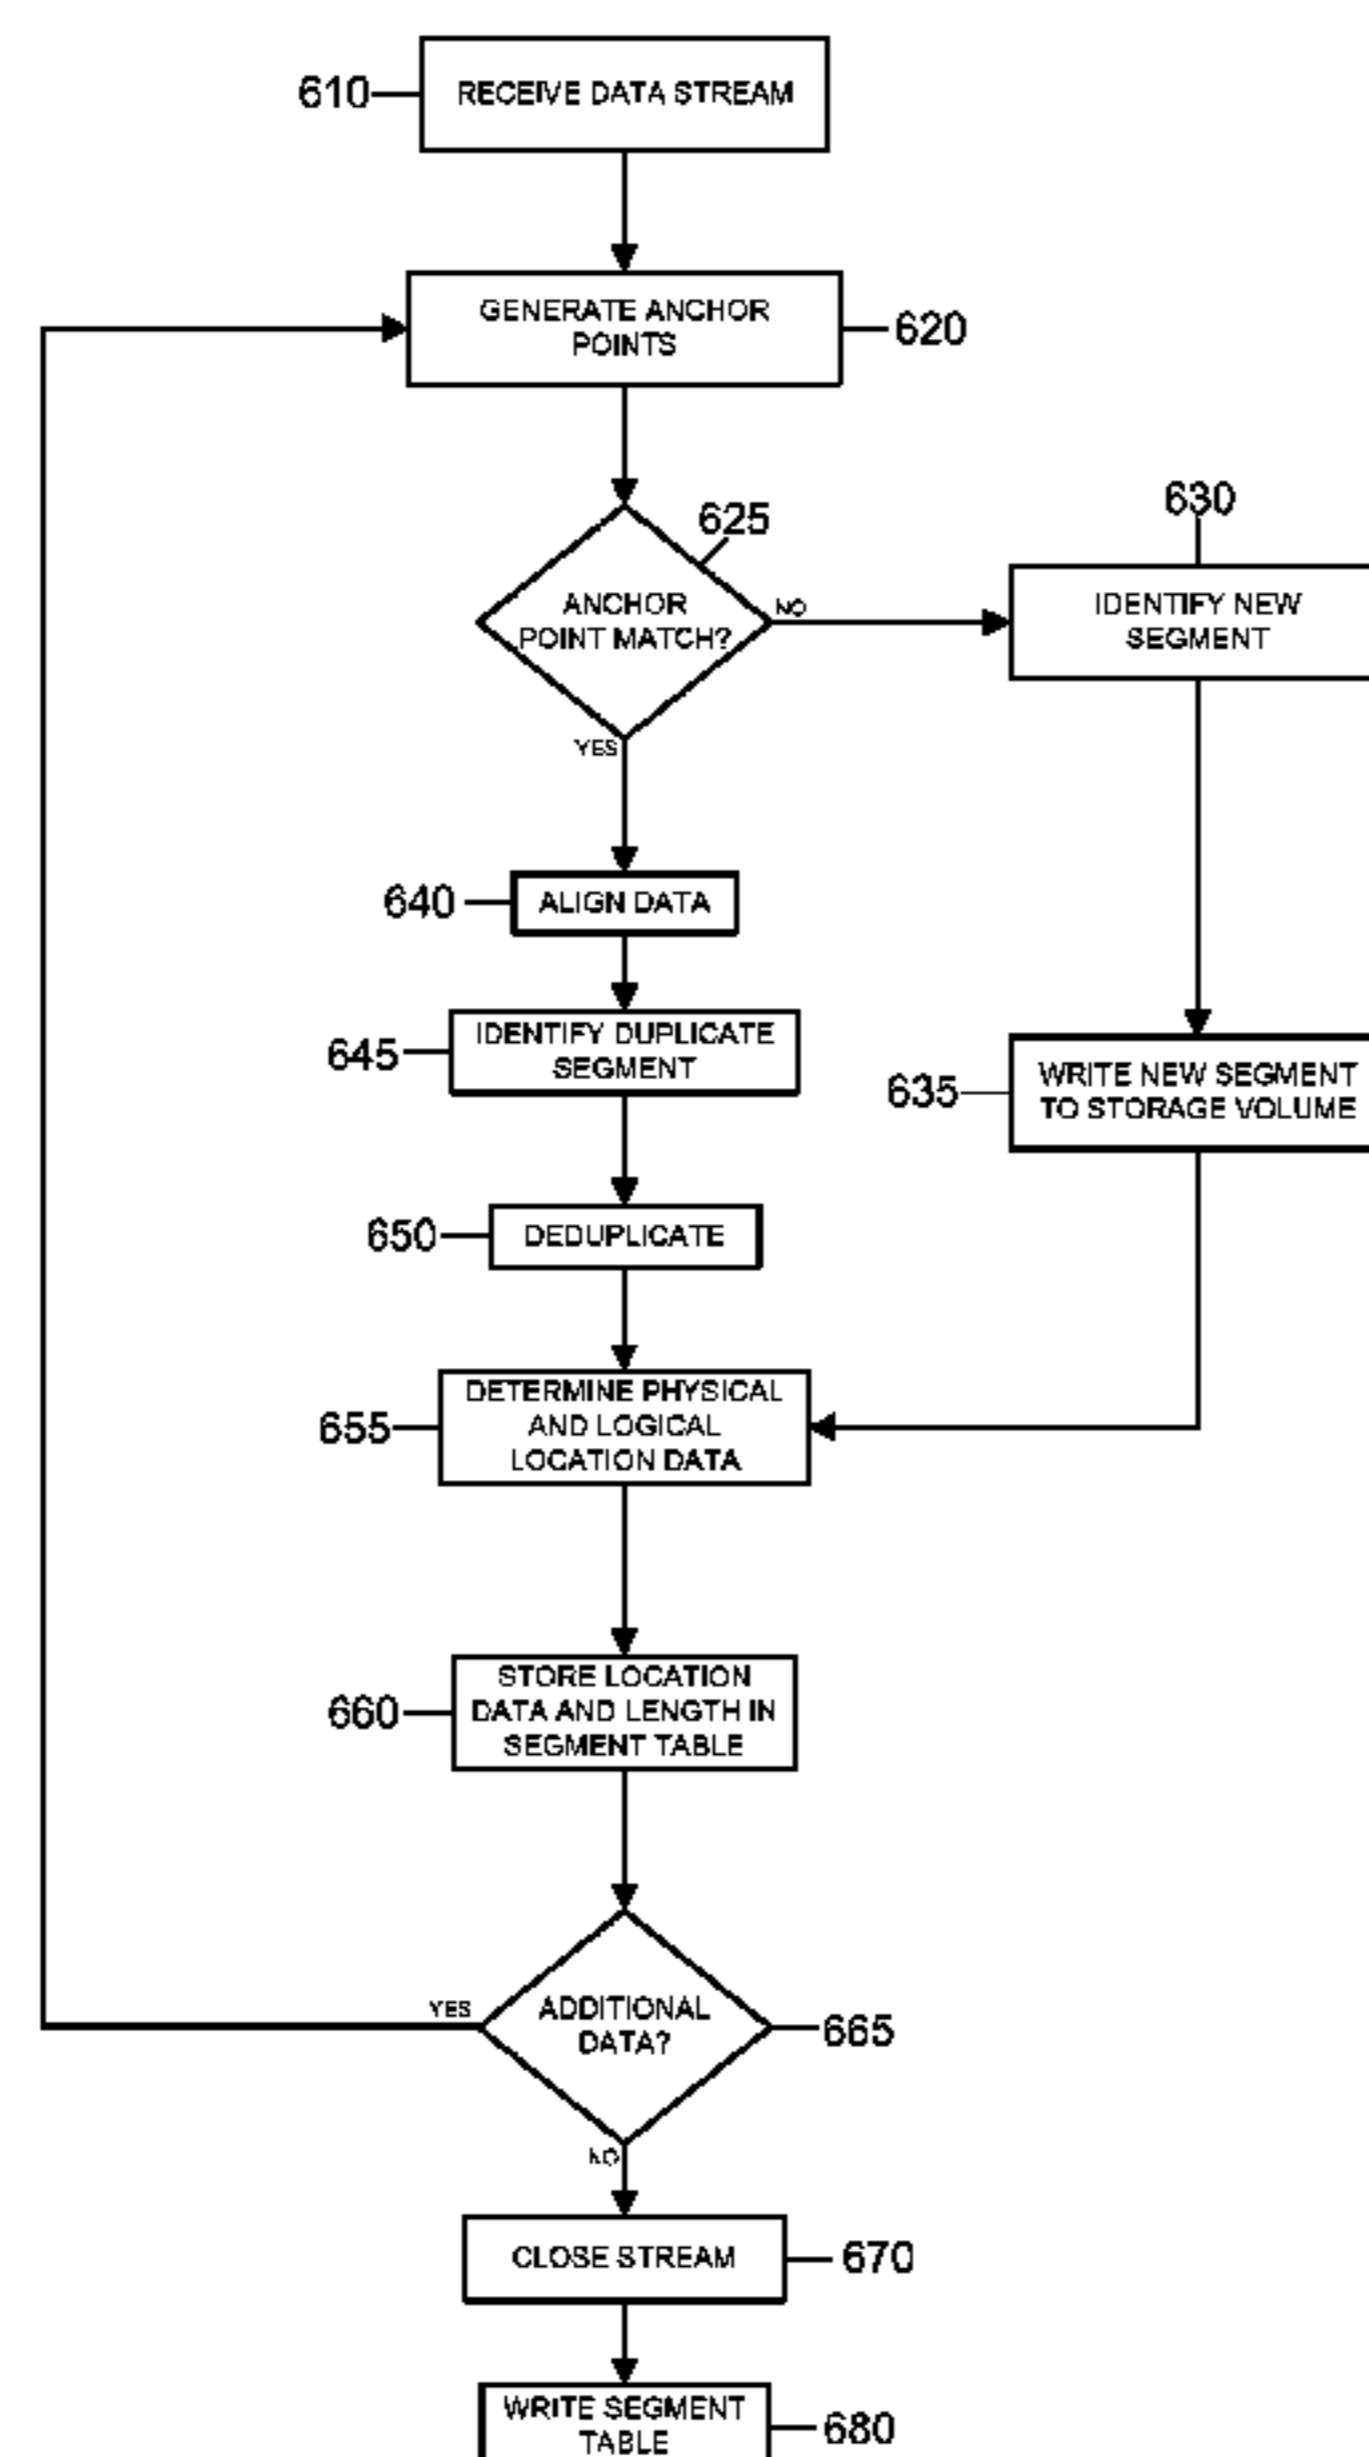 610
RECEIVE DATA STREAM
GENERATE ANCHOR
POINTS
620
625
ANCHOR
POINT MATCH?
NO
YES
630
IDENTIFY NEW
SEGMENT
635
WRITE NEW SEGMENT
TO STORAGE VOLUME
640
ALIGN DATA
645
IDENTIFY DUPLICATE
SEGMENT
650
DEDUPLICATE
655
DETERMINE PHYSICAL
AND LOGICAL
LOCATION DATA
660
STORE LOCATION
DATA AND LENGTH IN
SEGMENT TABLE
YES
ADDITIONAL
DATA?
665
NO
CLOSE STREAM
670
WRITE SEGMENT
TABLE
680